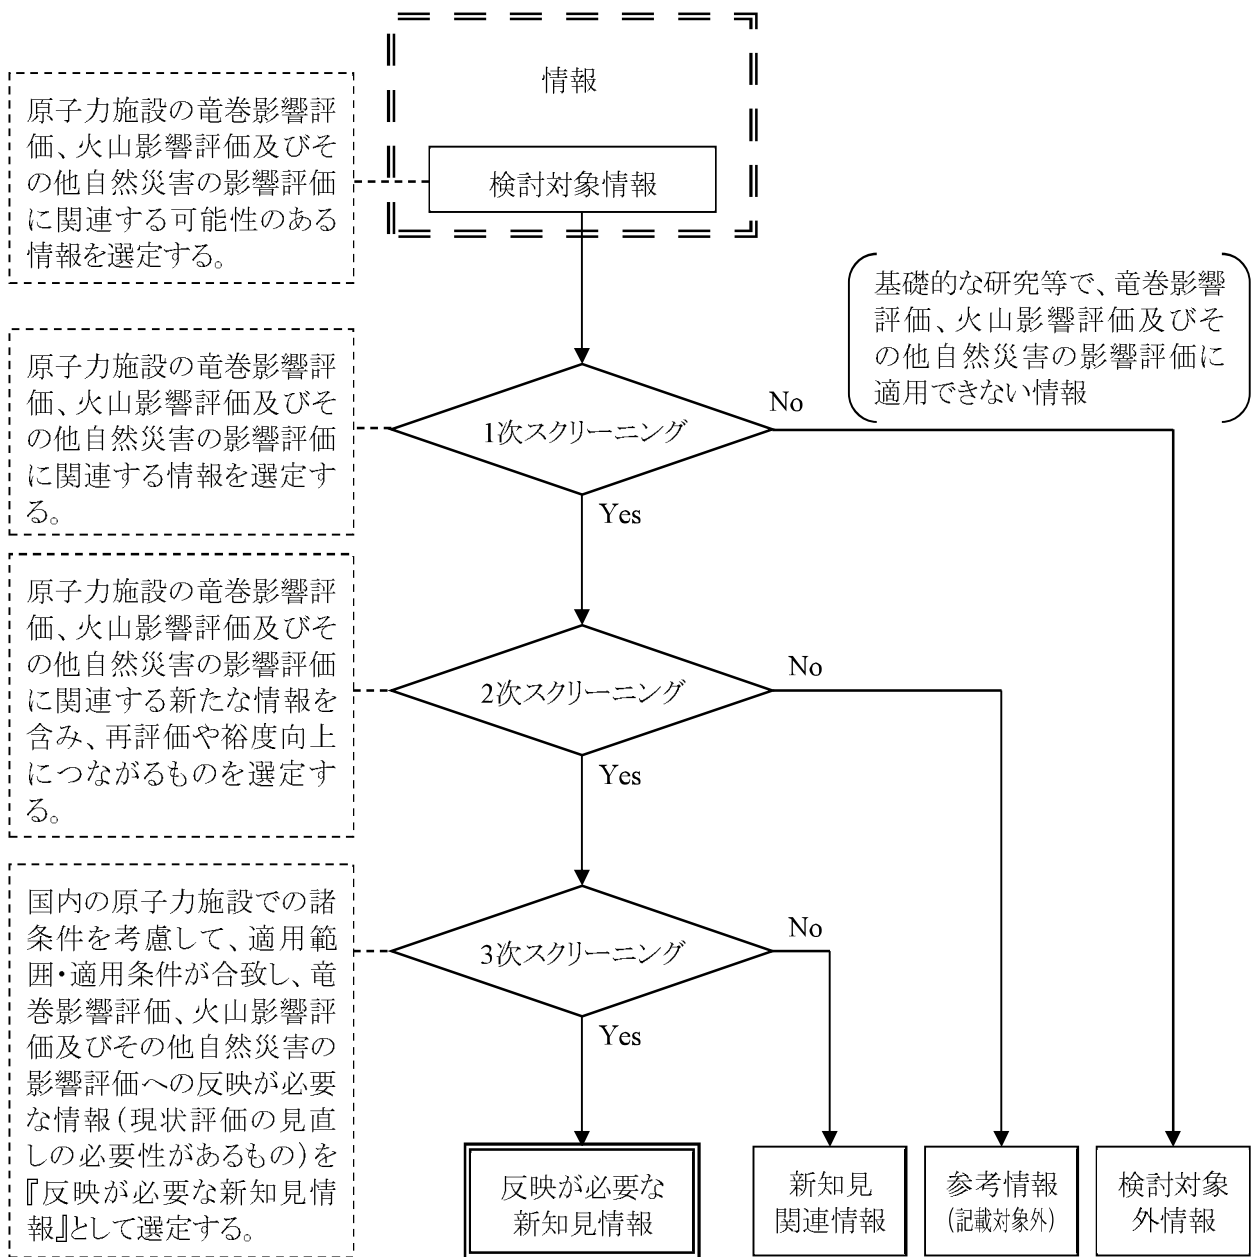 情報
検討対象情報
原子力施設の竜巻影響評
価、火山影響評価及びそ
の他自然災害の影響評価
に関連する可能性のある
情報を選定する。
基礎的な研究等で、竜巻影響
評価、火山影響評価及びそ
の他自然災害の影響評価に
適用できない情報
原子力施設の竜巻影響評
価、火山影響評価及びそ
の他自然災害の影響評価
に関連する情報を選定す
る。
1次スクリーニング
No
Yes
原子力施設の竜巻影響評
価、火山影響評価及びそ
の他自然災害の影響評価
に関連する新たな情報を
含み、再評価や裕度向上
につながるものを選定す
る。
2次スクリーニング
No
Yes
国内の原子力施設での諸
条件を考慮して、適用範
囲・適用条件が合致し、竜
巻影響評価、火山影響評
価及びその他自然災害の
影響評価への反映が必要
な情報(現状評価の見直
しの必要性があるもの)を
『反映が必要な新知見情
報』として選定する。
3次スクリーニング
No
Yes
反映が必要な
新知見情報
新知見
関連情報
参考情報
(記載対象外)
検討対象
外情報